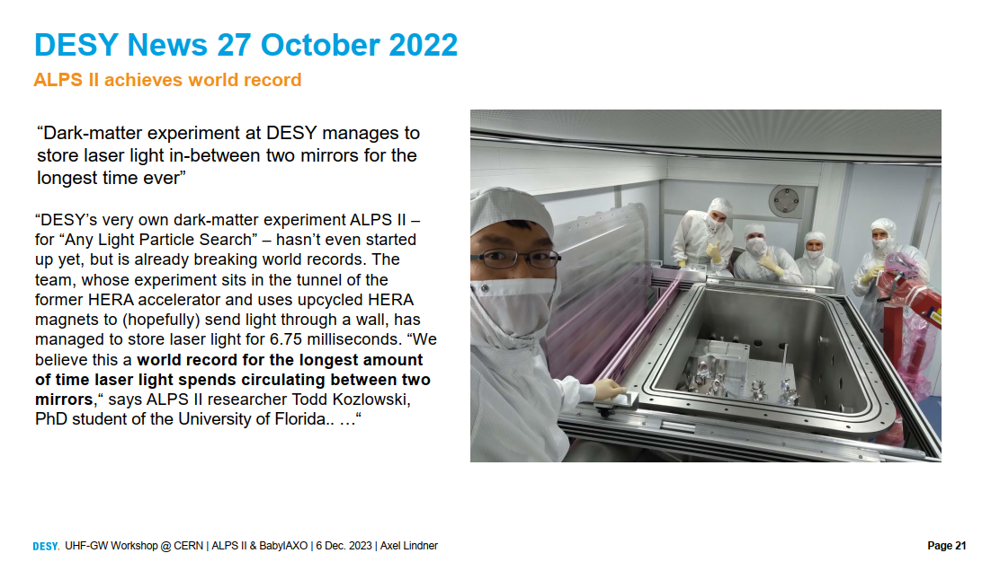 DESY News 27 October 2022
ALPS II achieves world record
“Dark-matter experiment at DESY manages to
store laser light in-between two mirrors for the
longest time ever”
“DESY’s very own dark-matter experiment ALPS II –
for “Any Light Particle Search” – hasn’t even started
up yet, but is already breaking world records. The
team, whose experiment sits in the tunnel of the
former HERA accelerator and uses upcycled HERA
magnets to (hopefully) send light through a wall, has
managed to store laser light for 6.75 milliseconds. “We
believe this a world record for the longest amount
of time laser light spends circulating between two
mirrors,“ says ALPS II researcher Todd Kozlowski,
PhD student of the University of Florida.. …“
DESY. UHF-GW Workshop @ CERN | ALPS II & BabyIAXO | 6 Dec. 2023 | Axel Lindner
Page 21